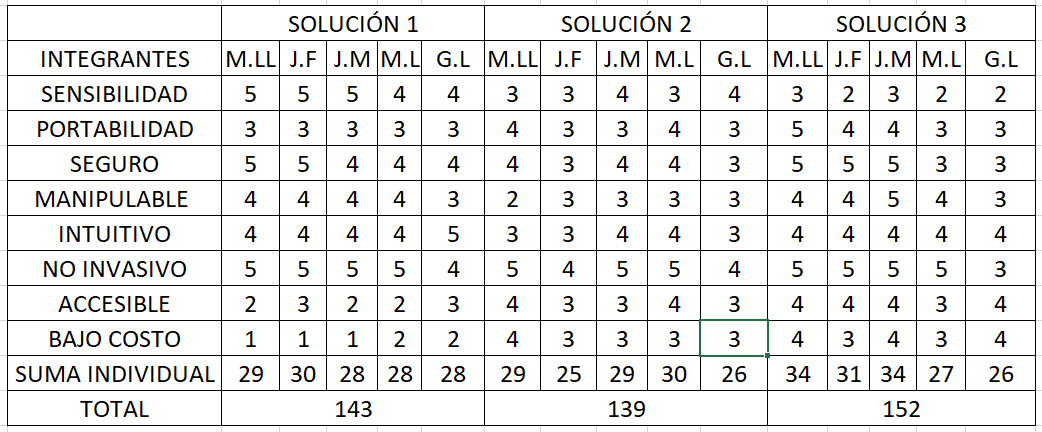 SOLUCIÓN 1 SOLUCIÓN 2 SOLUCIÓN 3
INTEGRANTES M.LL J.F J.M M.L G.L M.LL J.F J.M M.L G.L M.LL J.F J.M M.L G.L
SENSIBILIDAD 5 5 5 4 4 3 3 4 3 4 3 2 3 2 2
PORTABILIDAD 3 3 3 3 3 4 3 3 4 3 5 4 4 3 3
SEGURO 5 5 4 4 4 4 3 4 4 3 5 5 5 3 3
MANIPULABLE 4 4 4 4 3 2 3 3 3 3 4 4 5 4 3
INTUITIVO 4 4 4 4 5 3 3 4 4 3 4 4 4 4 4
NO INVASIVO 5 5 5 5 4 5 4 5 5 4 5 5 5 5 3
ACCESIBLE 2 3 2 2 3 4 3 3 4 3 4 4 4 3 4
BAJO COSTO 1 1 1 2 2 4 3 3 3 3 4 3 4 3 4
SUMA INDIVIDUAL 29 30 28 28 28 29 25 29 30 26 34 31 34 27 26
TOTAL 143 139 152